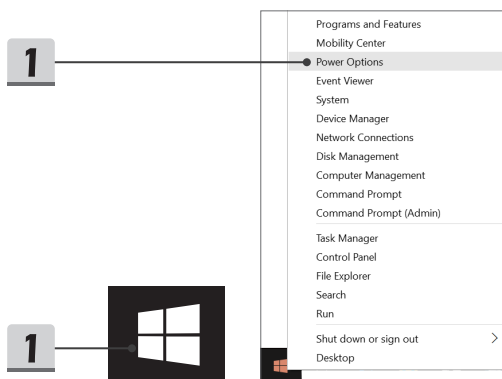 1
Programs and Features
Mobility Center
Power Options
Event Viewer
System
Device Manager
Network Connections
Disk Management
Computer Management
Command Prompt
Command Prompt (Admin)
Task Manager
Control Panel
File Explorer
Search
Run
Shut down or sign out
Desktop
1